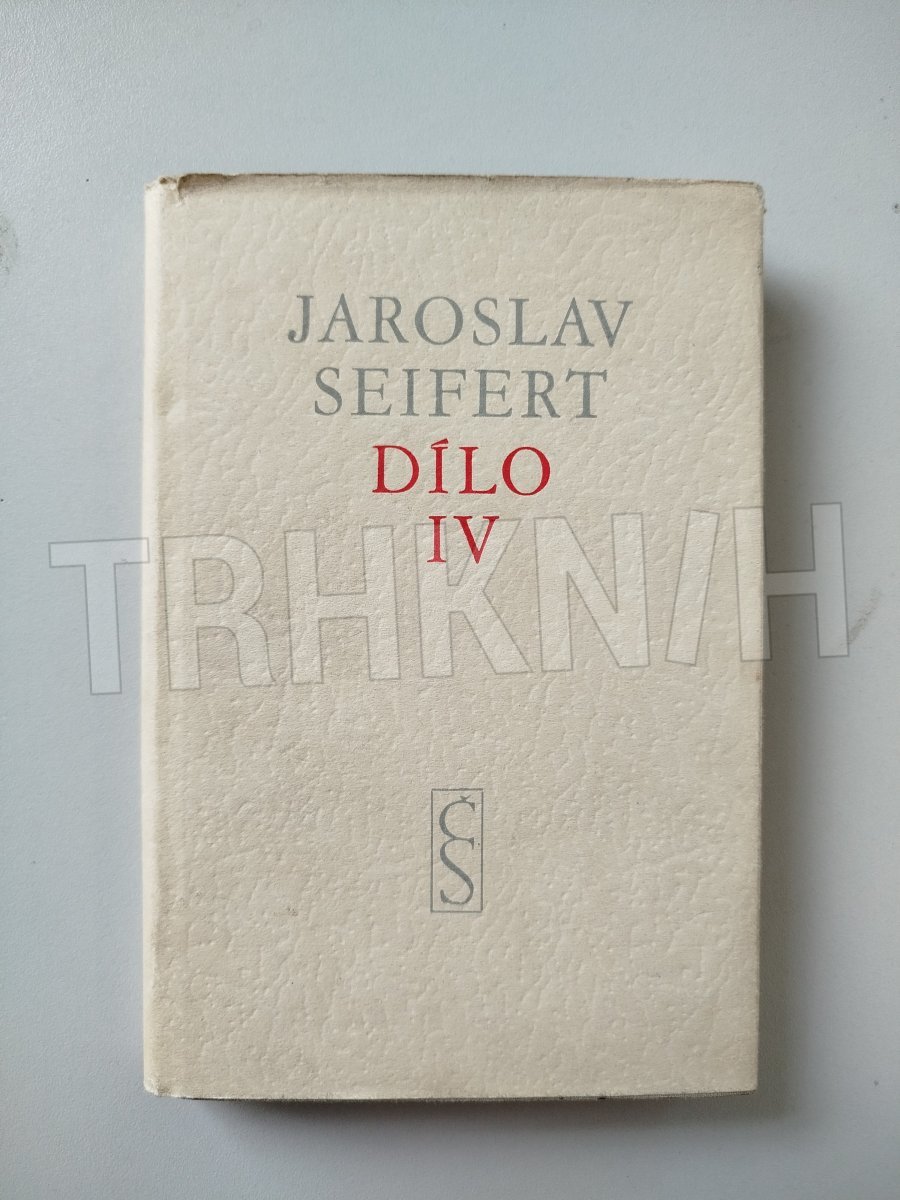 JAROSLAV
SEIFERT
DÍLO
IV
TRHKNIH
ČS